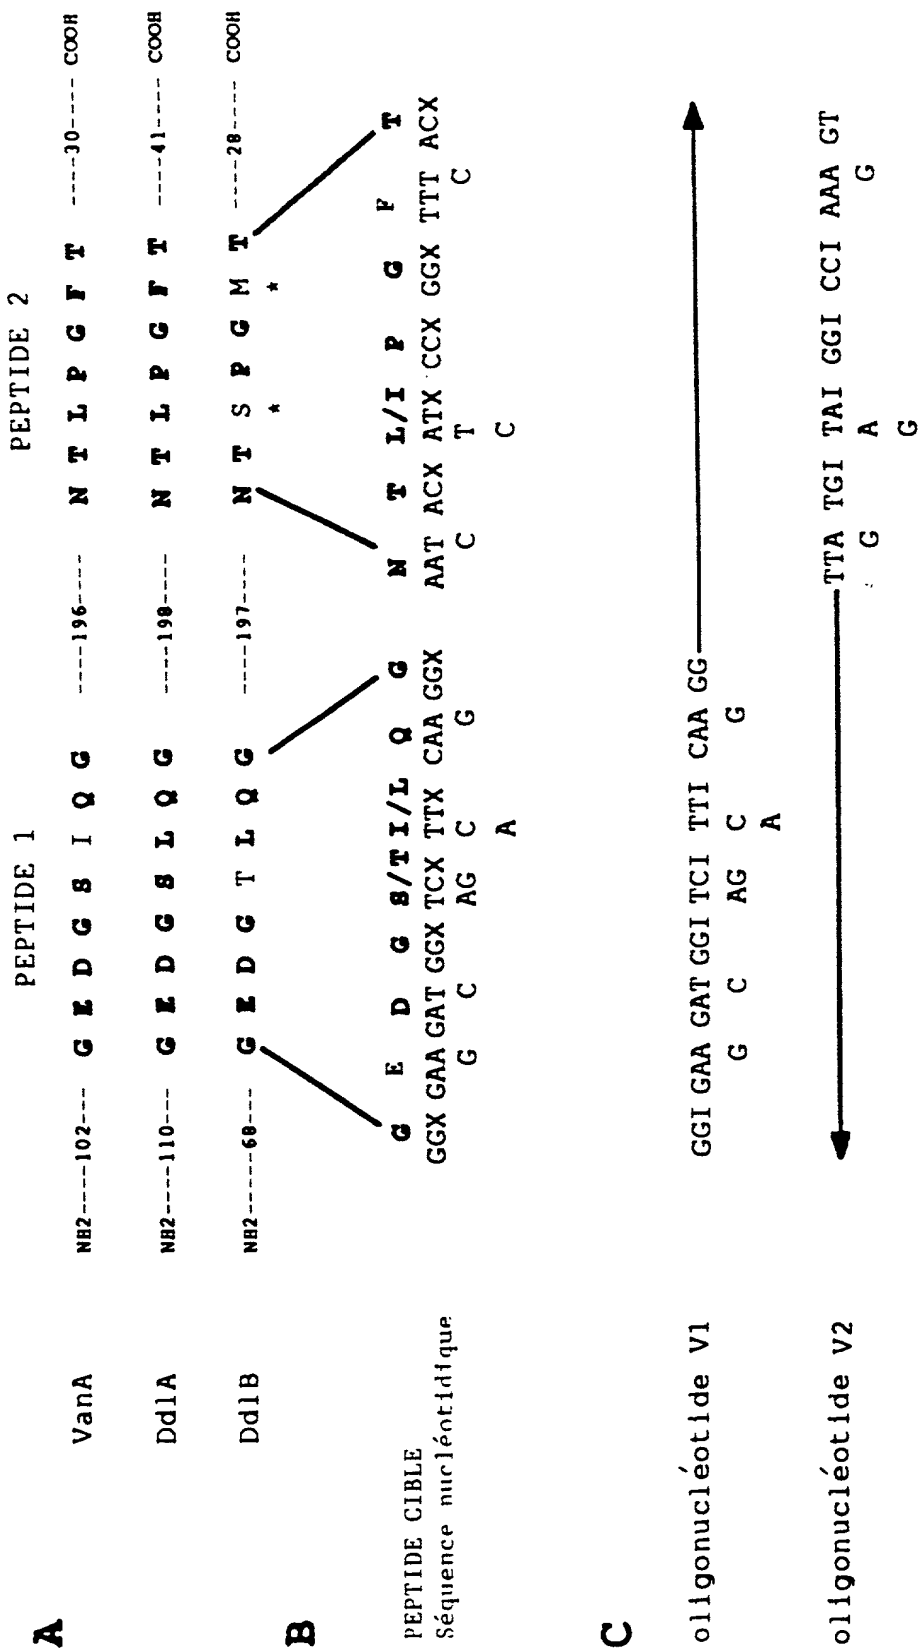 A
PEPTIDE 1 PEPTIDE 2
VanA NH2-----102--- G E D G S I Q G -----196---- N T L P G F T -----30---- COOH
DdlA NH2-----110--- G E D G S L Q G -----198---- N T L P G F T -----41---- COOH
DdlB NH2-----68---- G E D G T L Q G -----197---- N T S P G M T -----28---- COOH
* *
B
PEPTIDE CIBLE G E D G S/T I/L Q G N T L/I P G F T
Séquence nucléotidique GGX GAA GAT GGX TCX TTX CAA GGX AAT ACX ATX CCX GGX TTT ACX
G C AG C G C T C
A C
C
oligonucléotide V1 GGI GAA GAT GGI TCI TTI CAA GG
G C AG C G
A
oligonucléotide V2 TTA TGI TAI GGI CCI AAA GT
G A G
G